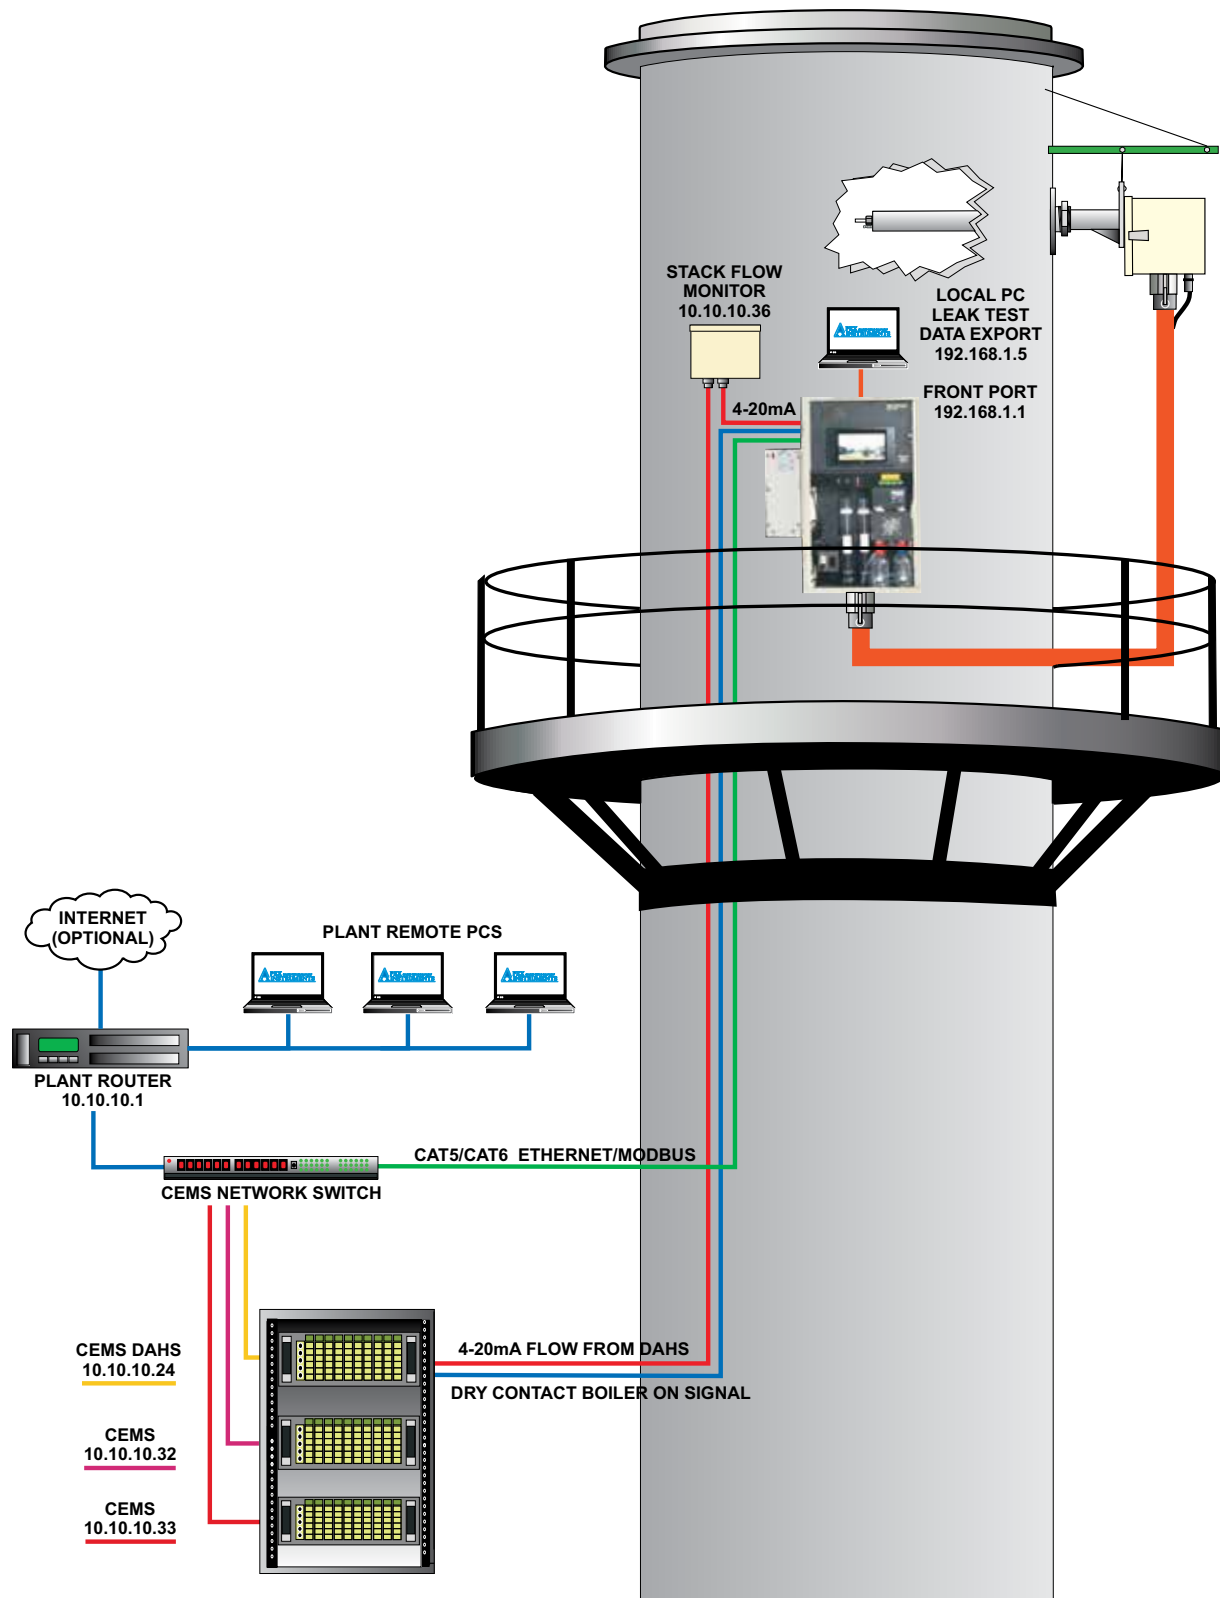 STACK FLOW
MONITOR
10.10.10.36
LOCAL PC
LEAK TEST
DATA EXPORT
192.168.1.5
FRONT PORT
192.168.1.1
4-20mA
INTERNET
(OPTIONAL)
PLANT REMOTE PCS
PLANT ROUTER
10.10.10.1
CAT5/CAT6 ETHERNET/MODBUS
CEMS NETWORK SWITCH
4-20mA FLOW FROM DAHS
DRY CONTACT BOILER ON SIGNAL
CEMS DAHS
10.10.10.24
CEMS
10.10.10.32
CEMS
10.10.10.33